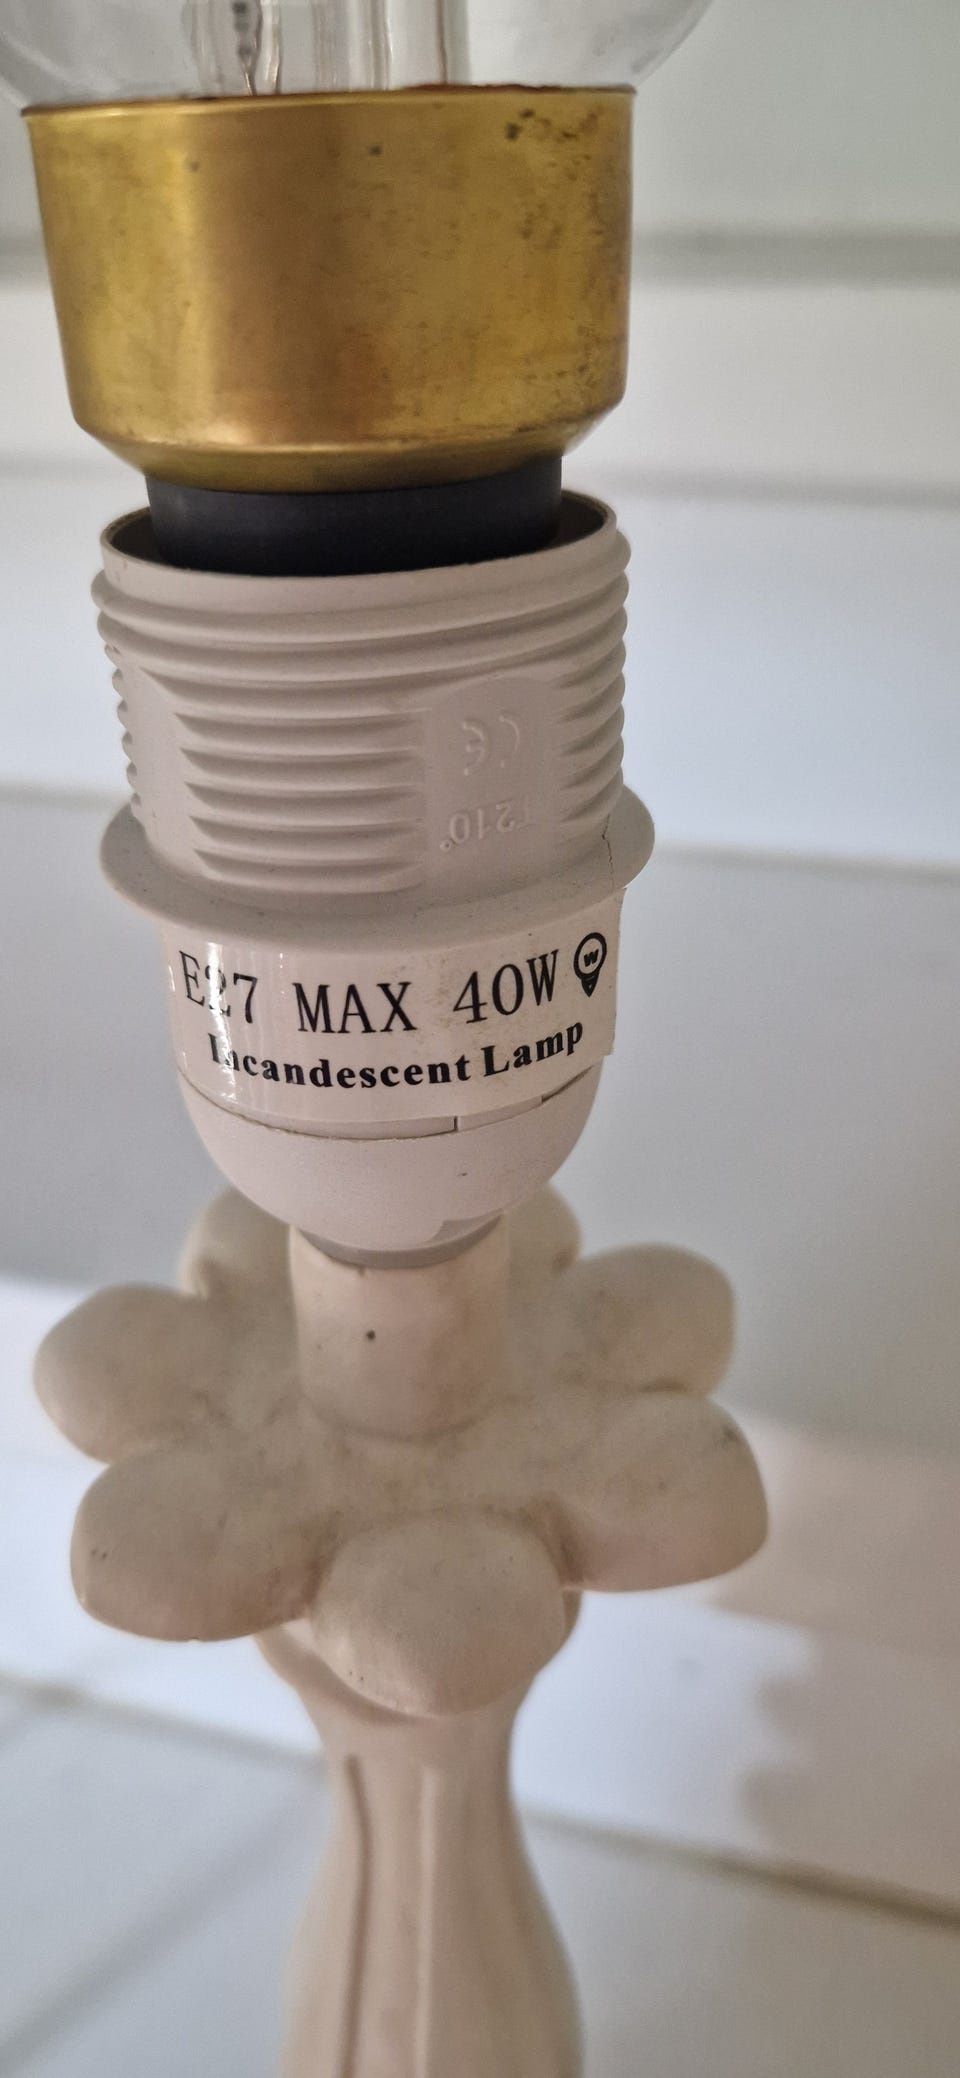 CE
T210°
E27 MAX 40W W
Incandescent Lamp